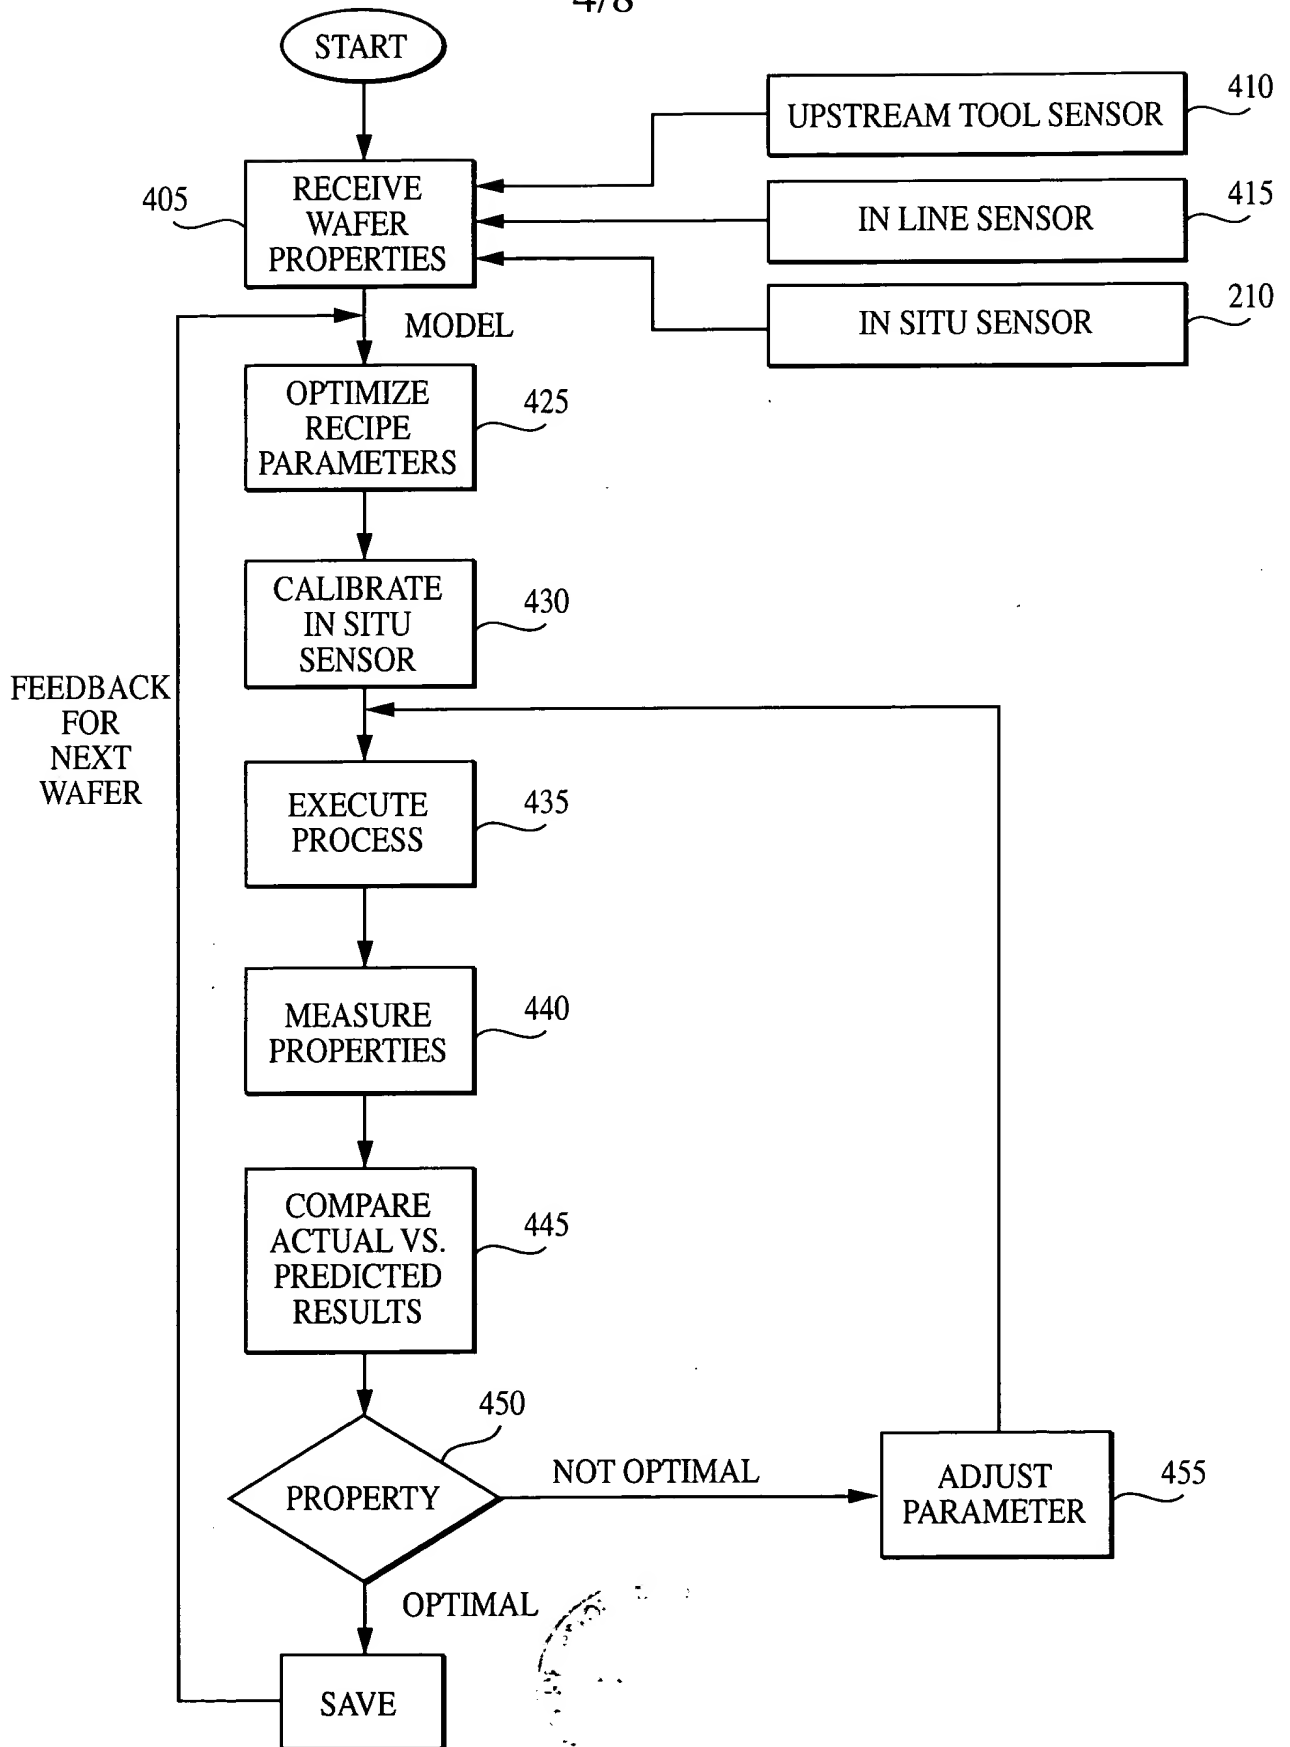 4/8
START
410
UPSTREAM TOOL SENSOR
405
RECEIVE
WAFER
PROPERTIES
415
IN LINE SENSOR
210
IN SITU SENSOR
MODEL
OPTIMIZE
RECIPE
PARAMETERS
425
CALIBRATE
IN SITU
SENSOR
430
FEEDBACK
FOR
NEXT
WAFER
EXECUTE
PROCESS
435
MEASURE
PROPERTIES
440
COMPARE
ACTUAL VS.
PREDICTED
RESULTS
445
450
PROPERTY
NOT OPTIMAL
ADJUST
PARAMETER
455
OPTIMAL
SAVE